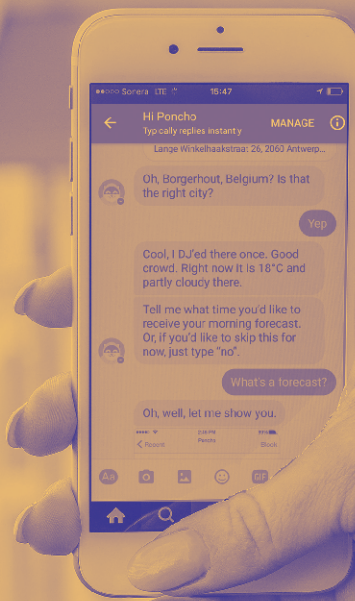 Sonera LTE 15:47
Hi Poncho
Typically replies instantly
MANAGE
Lange Winkelhaakstraat 26, 2060 Antwerp...
Oh, Borgerhout, Belgium? Is that
the right city?
Yep
Cool, I DJ'ed there once. Good
crowd. Right now it is 18°C and
partly cloudy there.
Tell me what time you'd like to
receive your morning forecast.
Or, if you'd like to skip this for
now, just type "no".
What's a forecast?
Oh, well, let me show you.
Recent
Poncho
Block
Aa
GIF